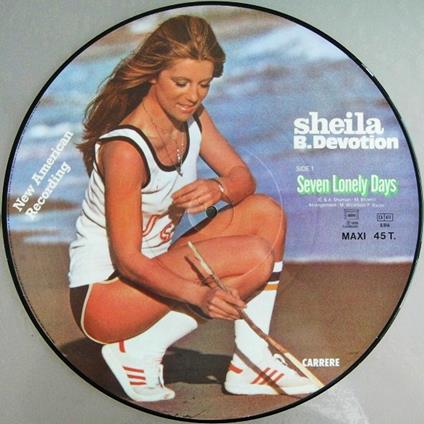 New American
Recording
sheila
B.Devotion
SIDE 1
Seven Lonely Days
MAXI 45 T.
CARRERE